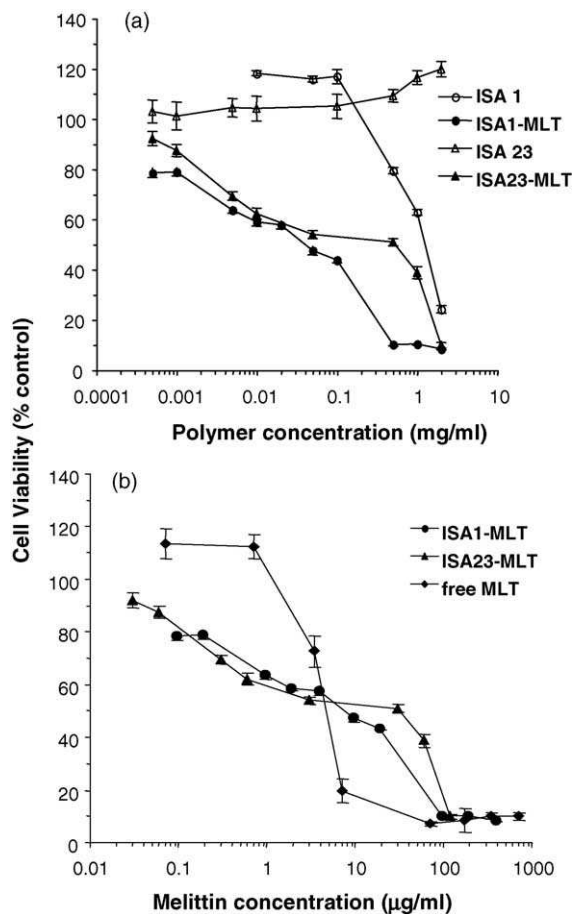 (a)
140
120
100
80
60
40
20
0
0.0001
0.001
0.01
0.1
1
10
ISA 1
ISA1-MLT
ISA 23
ISA23-MLT
Polymer concentration (mg/ml)
Cell Viability (% control)
(b)
140
120
100
80
60
40
20
0
0.01
0.1
1
10
100
1000
ISA1-MLT
ISA23-MLT
free MLT
Melittin concentration (µg/ml)